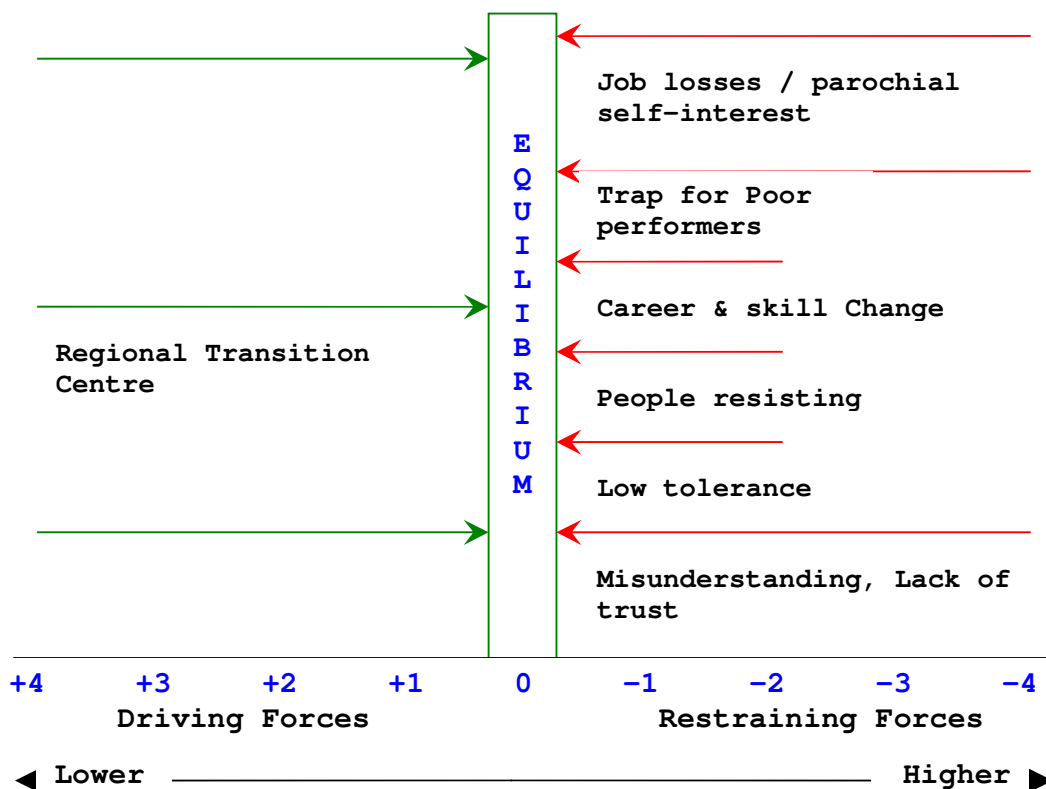 Job losses / parochial
self-interest
E
Q
U
I
L
I
B
R
I
U
M
Trap for Poor
performers
Career & skill Change
Regional Transition
Centre
People resisting
Low tolerance
Misunderstanding, Lack of
trust
+4 +3 +2 +1 0 -1 -2 -3 -4
Driving Forces Restraining Forces
Lower Higher